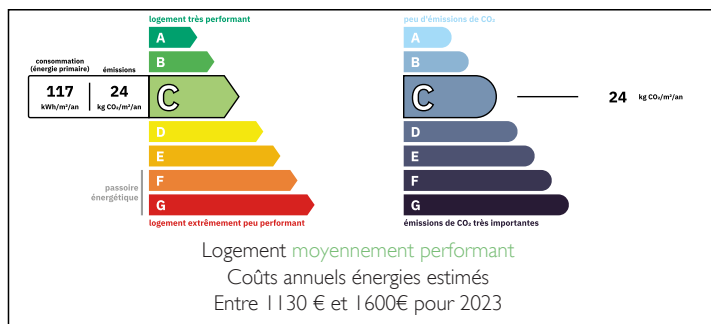 logement très performant
A
B
consommation
(énergie primaire)
émissions
117
kWh/m²/an
24
kg CO₂/m²/an
C
D
E
F
G
passoire
énergétique
logement extrêmement peu performant
peu d'émissions de CO₂
A
B
C
24
kg CO₂/m²/an
D
E
F
G
émissions de CO₂ très importantes
Logement moyennement performant
Coûts annuels énergies estimés
Entre 1130 € et 1600€ pour 2023